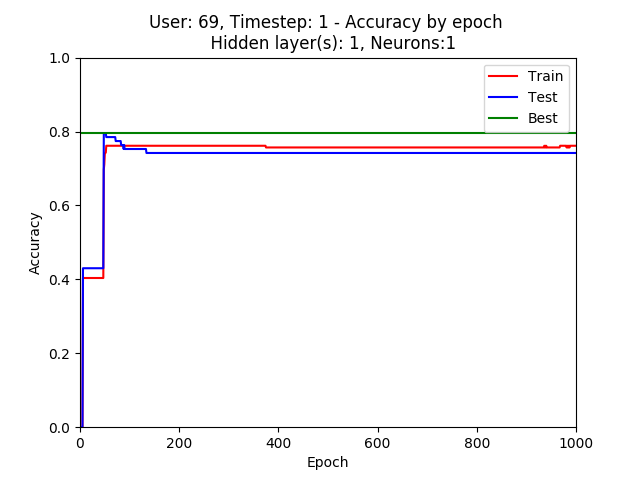 User: 69, Timestep: 1 - Accuracy by epoch
Hidden layer(s): 1, Neurons:1
Train
Test
Best
1.0
0.8
0.6
0.4
0.2
0.0
Accuracy
0 200 400 600 800 1000
Epoch